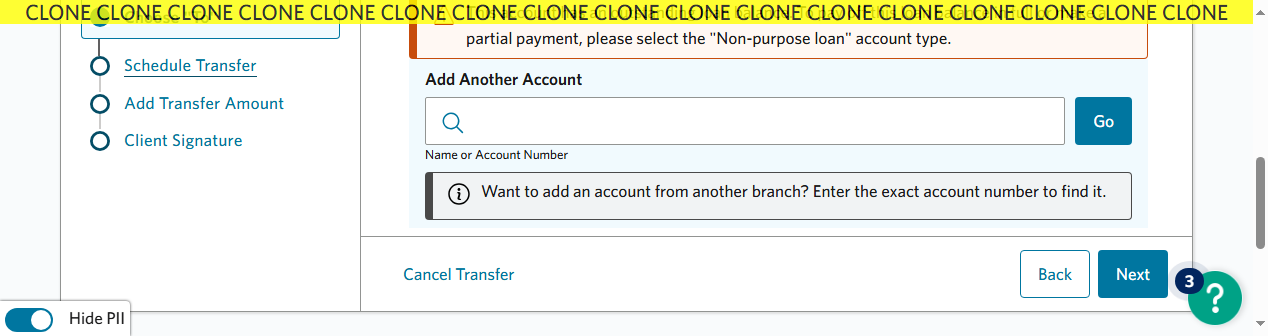 CLONE CLONE CLONE CLONE CLONE CLONE CLONE CLONE CLONE CLONE CLONE CLONE CLONE CLONE CLONE CLONE CLONE
partial payment, please select the "Non-purpose loan" account type.
Schedule Transfer
Add Transfer Amount
Client Signature
Add Another Account
Go
Name or Account Number
Want to add an account from another branch? Enter the exact account number to find it.
Cancel Transfer
Back
Next
3
?
Hide PII